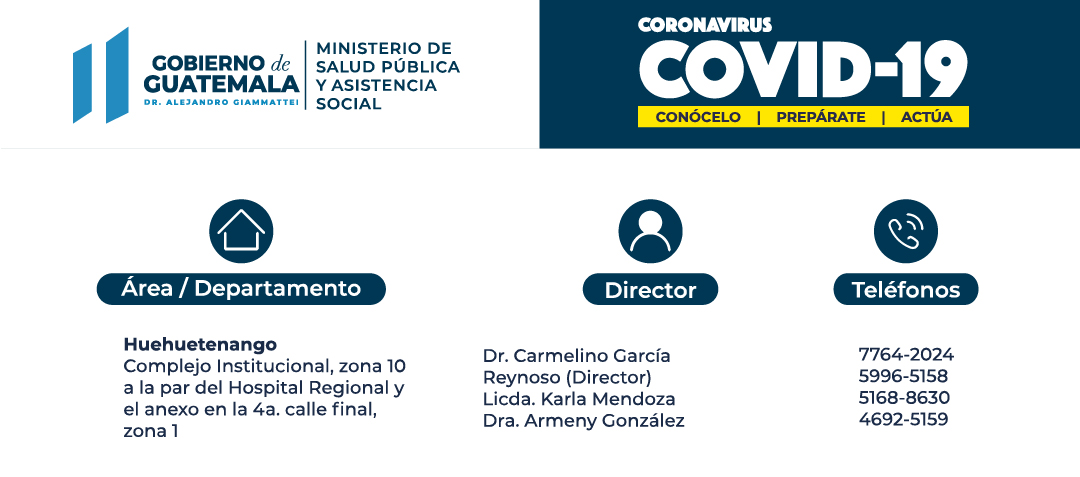 GOBIERNO de
GUATEMALA
DR. ALEJANDRO GIAMMATTEI
MINISTERIO DE
SALUD PÚBLICA
Y ASISTENCIA
SOCIAL
CORONAVIRUS
COVID-19
CONÓCELO | PREPÁRATE | ACTÚA
Área / Departamento
Huehuetenango
Complejo Institucional, zona 10
a la par del Hospital Regional y
el anexo en la 4a. calle final,
zona 1
Director
Dr. Carmelino García
Reynoso (Director)
Licda. Karla Mendoza
Dra. Armeny González
Teléfonos
7764-2024
5996-5158
5168-8630
4692-5159